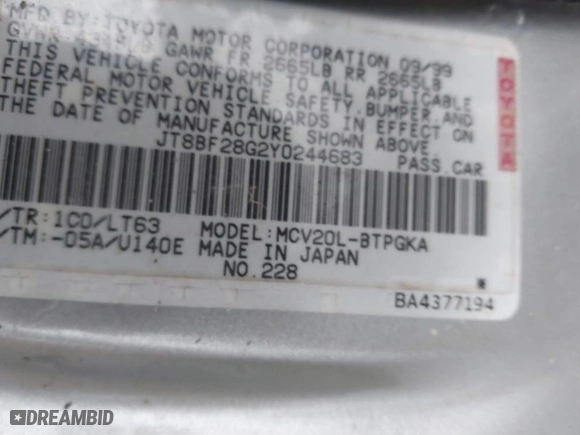 MFD BY: TOYOTA MOTOR CORPORATION 09/99
GVWR GAWR FR 2665LB RR 2665LB
THIS VEHICLE CONFORMS TO ALL APPLICABLE
FEDERAL MOTOR VEHICLE SAFETY, BUMPER, AND
THEFT PREVENTION STANDARDS IN EFFECT ON
THE DATE OF MANUFACTURE SHOWN ABOVE.
JT8BF28G2Y0244683 PASS.CAR
/TR:1C0/LT63 MODEL:MCV20L-BTPGKA
/TM:-05A/U140E MADE IN JAPAN
NO.228
BA4377194
TOYOTA
DREAMBID